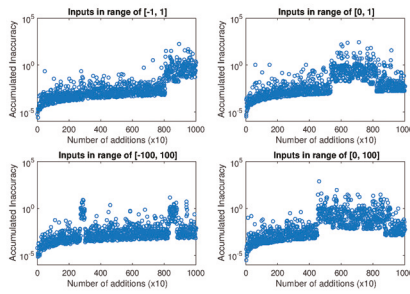 Inputs in range of [-1, 1]
Accumulated Inaccuracy
10^5
10^0
10^-5
0 200 400 600 800 1000
Number of additions (x10)
Inputs in range of [0, 1]
Accumulated Inaccuracy
10^5
10^0
10^-5
0 200 400 600 800 1000
Number of additions (x10)
Inputs in range of [-100, 100]
Accumulated Inaccuracy
10^5
10^0
10^-5
0 200 400 600 800 1000
Number of additions (x10)
Inputs in range of [0, 100]
Accumulated Inaccuracy
10^5
10^0
10^-5
0 200 400 600 800 1000
Number of additions (x10)